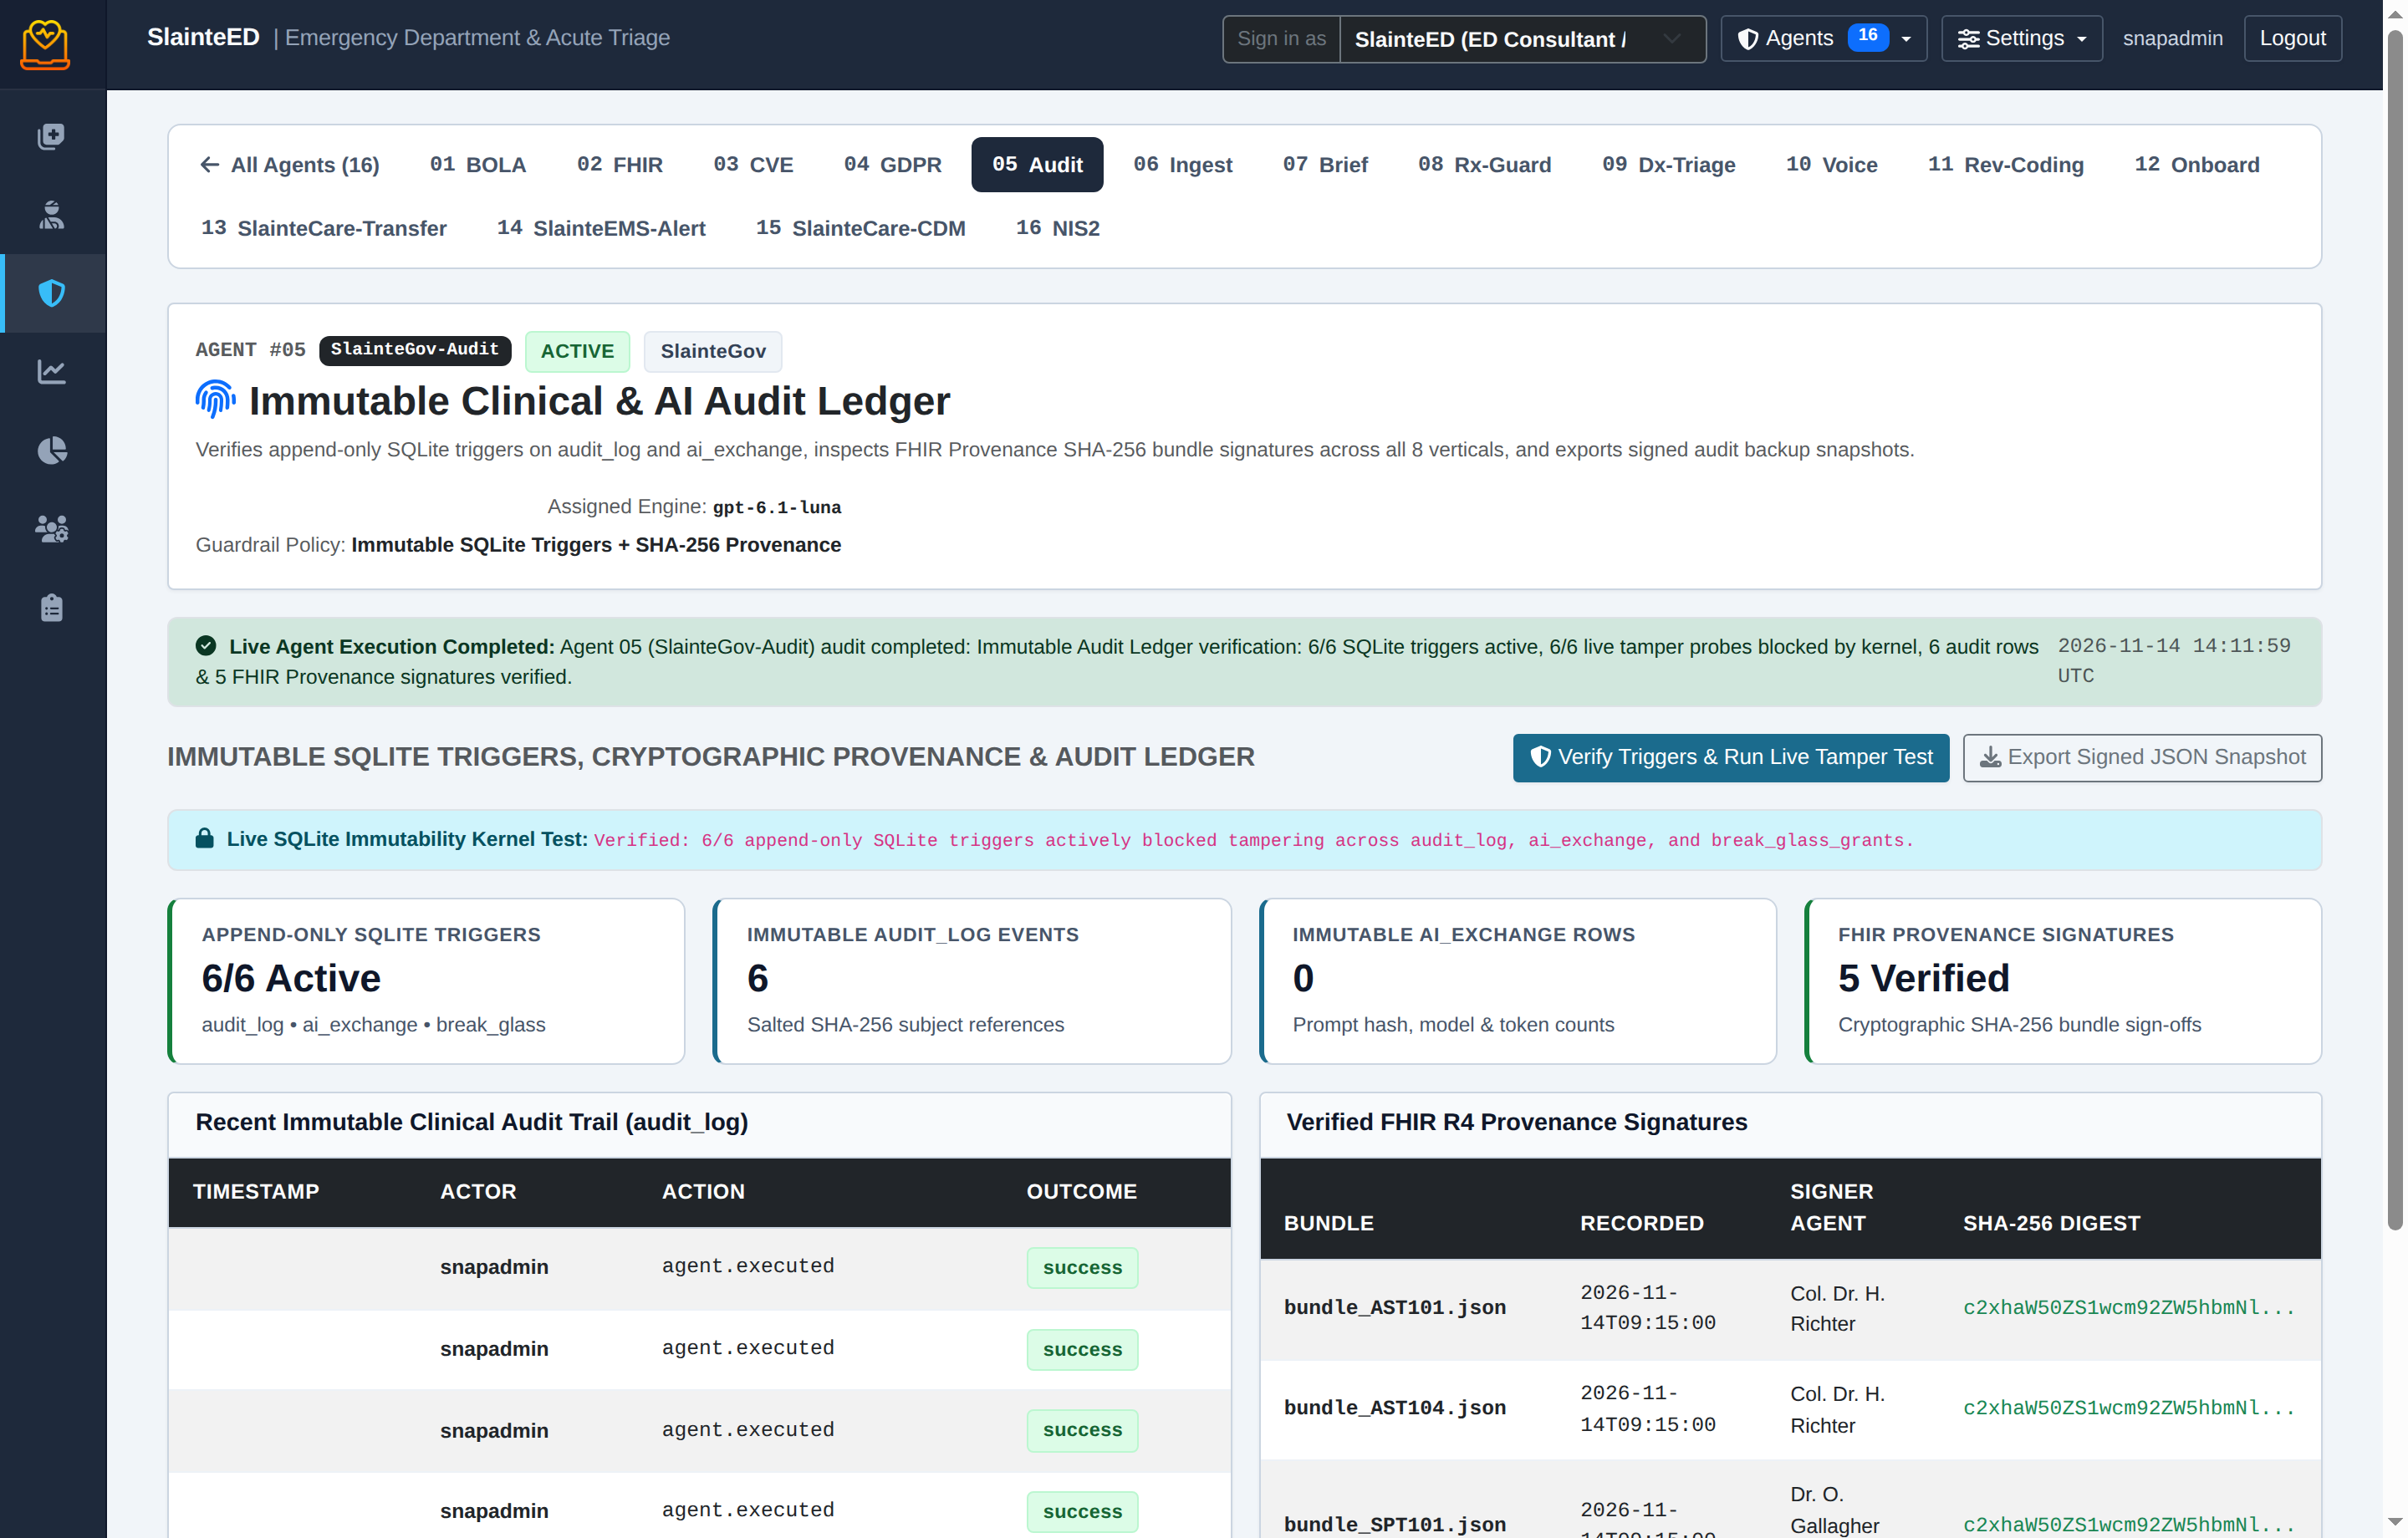 SlainteED | Emergency Department & Acute Triage
Sign in as SlainteED (ED Consultant /
Agents 16
Settings
snapadmin
Logout
All Agents (16) 01 BOLA 02 FHIR 03 CVE 04 GDPR 05 Audit 06 Ingest 07 Brief 08 Rx-Guard 09 Dx-Triage 10 Voice 11 Rev-Coding 12 Onboard
13 SlainteCare-Transfer 14 SlainteEMS-Alert 15 SlainteCare-CDM 16 NIS2
AGENT #05 SlainteGov-Audit ACTIVE SlainteGov
Immutable Clinical & AI Audit Ledger
Verifies append-only SQLite triggers on audit_log and ai_exchange, inspects FHIR Provenance SHA-256 bundle signatures across all 8 verticals, and exports signed audit backup snapshots.
Assigned Engine: gpt-6.1-luna
Guardrail Policy: Immutable SQLite Triggers + SHA-256 Provenance
Live Agent Execution Completed: Agent 05 (SlainteGov-Audit) audit completed: Immutable Audit Ledger verification: 6/6 SQLite triggers active, 6/6 live tamper probes blocked by kernel, 6 audit rows
& 5 FHIR Provenance signatures verified.
2026-11-14 14:11:59
UTC
IMMUTABLE SQLITE TRIGGERS, CRYPTOGRAPHIC PROVENANCE & AUDIT LEDGER
Verify Triggers & Run Live Tamper Test
Export Signed JSON Snapshot
Live SQLite Immutability Kernel Test: Verified: 6/6 append-only SQLite triggers actively blocked tampering across audit_log, ai_exchange, and break_glass_grants.
APPEND-ONLY SQLITE TRIGGERS
6/6 Active
audit_log • ai_exchange • break_glass
IMMUTABLE AUDIT_LOG EVENTS
6
Salted SHA-256 subject references
IMMUTABLE AI_EXCHANGE ROWS
0
Prompt hash, model & token counts
FHIR PROVENANCE SIGNATURES
5 Verified
Cryptographic SHA-256 bundle sign-offs
Recent Immutable Clinical Audit Trail (audit_log)
TIMESTAMP ACTOR ACTION OUTCOME
snapadmin agent.executed success
snapadmin agent.executed success
snapadmin agent.executed success
snapadmin agent.executed success
Verified FHIR R4 Provenance Signatures
BUNDLE RECORDED SIGNER AGENT SHA-256 DIGEST
bundle_AST101.json 2026-11-14T09:15:00 Col. Dr. H. Richter c2xhaW50ZS1wcm92ZW5hbmNl...
bundle_AST104.json 2026-11-14T09:15:00 Col. Dr. H. Richter c2xhaW50ZS1wcm92ZW5hbmNl...
bundle_SPT101.json 2026-11-14T09:15:00 Dr. O. Gallagher c2xhaW50ZS1wcm92ZW5hbmNl...